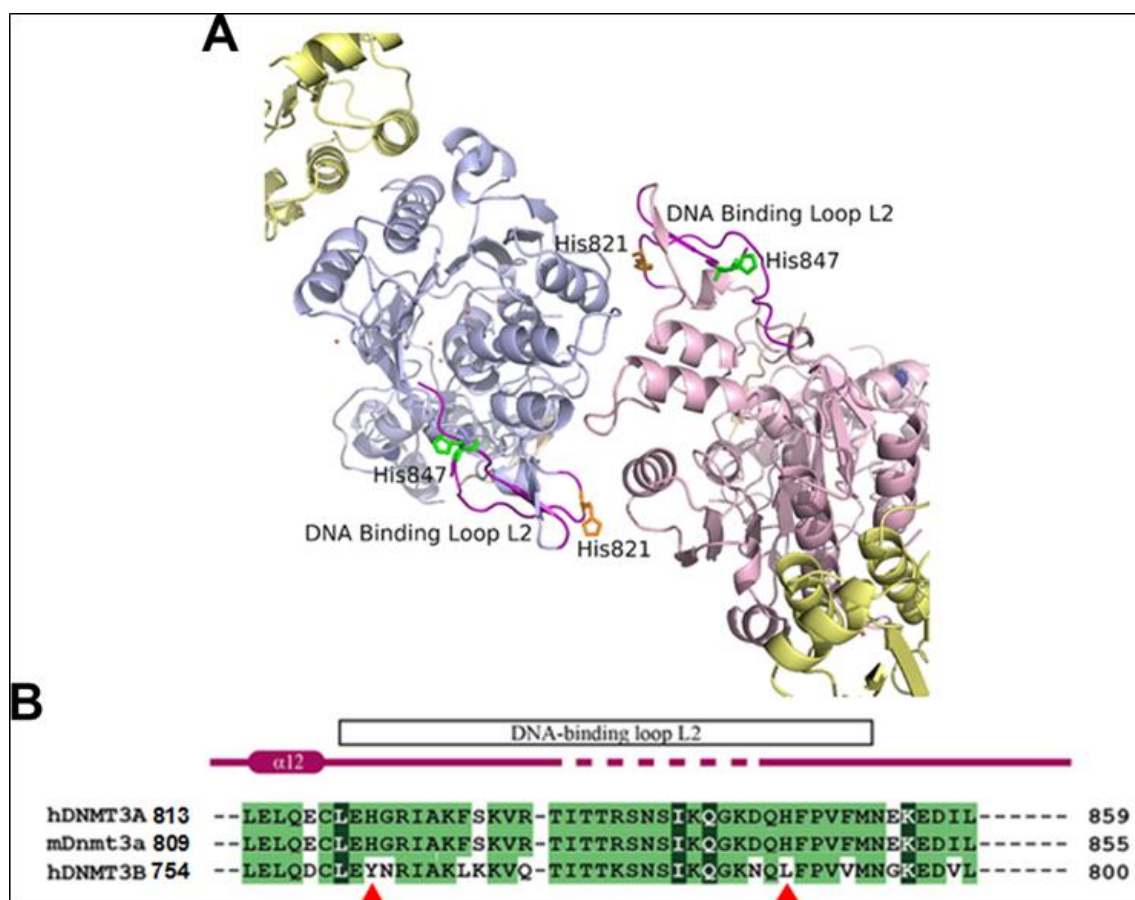 A
DNA Binding Loop L2
His821
His847
His847
DNA Binding Loop L2
His821
B
DNA-binding loop L2
α12
hDNMT3A 813 --LELQECLEHGRIAKFSKVR-TITTRSNSIKQGKDQHFPVFMNEKEDIL------ 859
mDnmt3a 809 --LELQECLEHGRIAKFSKVR-TITTRSNSIKQGKDQHFPVFMNEKEDIL------ 855
hDNMT3B 754 --LELQDCLEYNRIAKLKKVQ-TITTKSNSIKQGKNQLFPVVMNGKEDVL------ 800